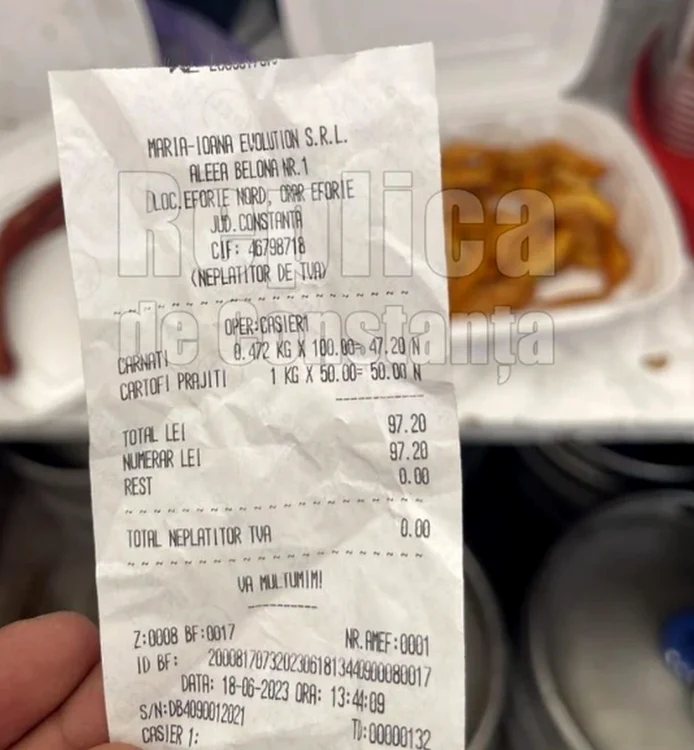 MARIA-IOANA EVOLUTION S.R.L.
ALEEA BELONA NR.1
LOC.EFORIE NORD, ORAR EFORIE
JUD.CONSTANTA
CIF: 46798718
(NEPLATITOR DE TVA)
OPER:CASIER1
0.472 KG X 100.00= 47.20 N
CARNATI
1 KG X 50.00= 50.00 N
CARTOFI PRAJITI
TOTAL LEI 97.20
NUMERAR LEI 97.20
REST 0.00
TOTAL NEPLATITOR TVA 0.00
VA MULTUMIM!
Z:0008 BF:0017 NR.AMEF:0001
ID BF: 2000817073202306181344090080017
DATA: 18-06-2023 ORA: 13:44:09
S/N:DB4090012021 TD:00000132
CASIER 1:
Replica
de Constanța